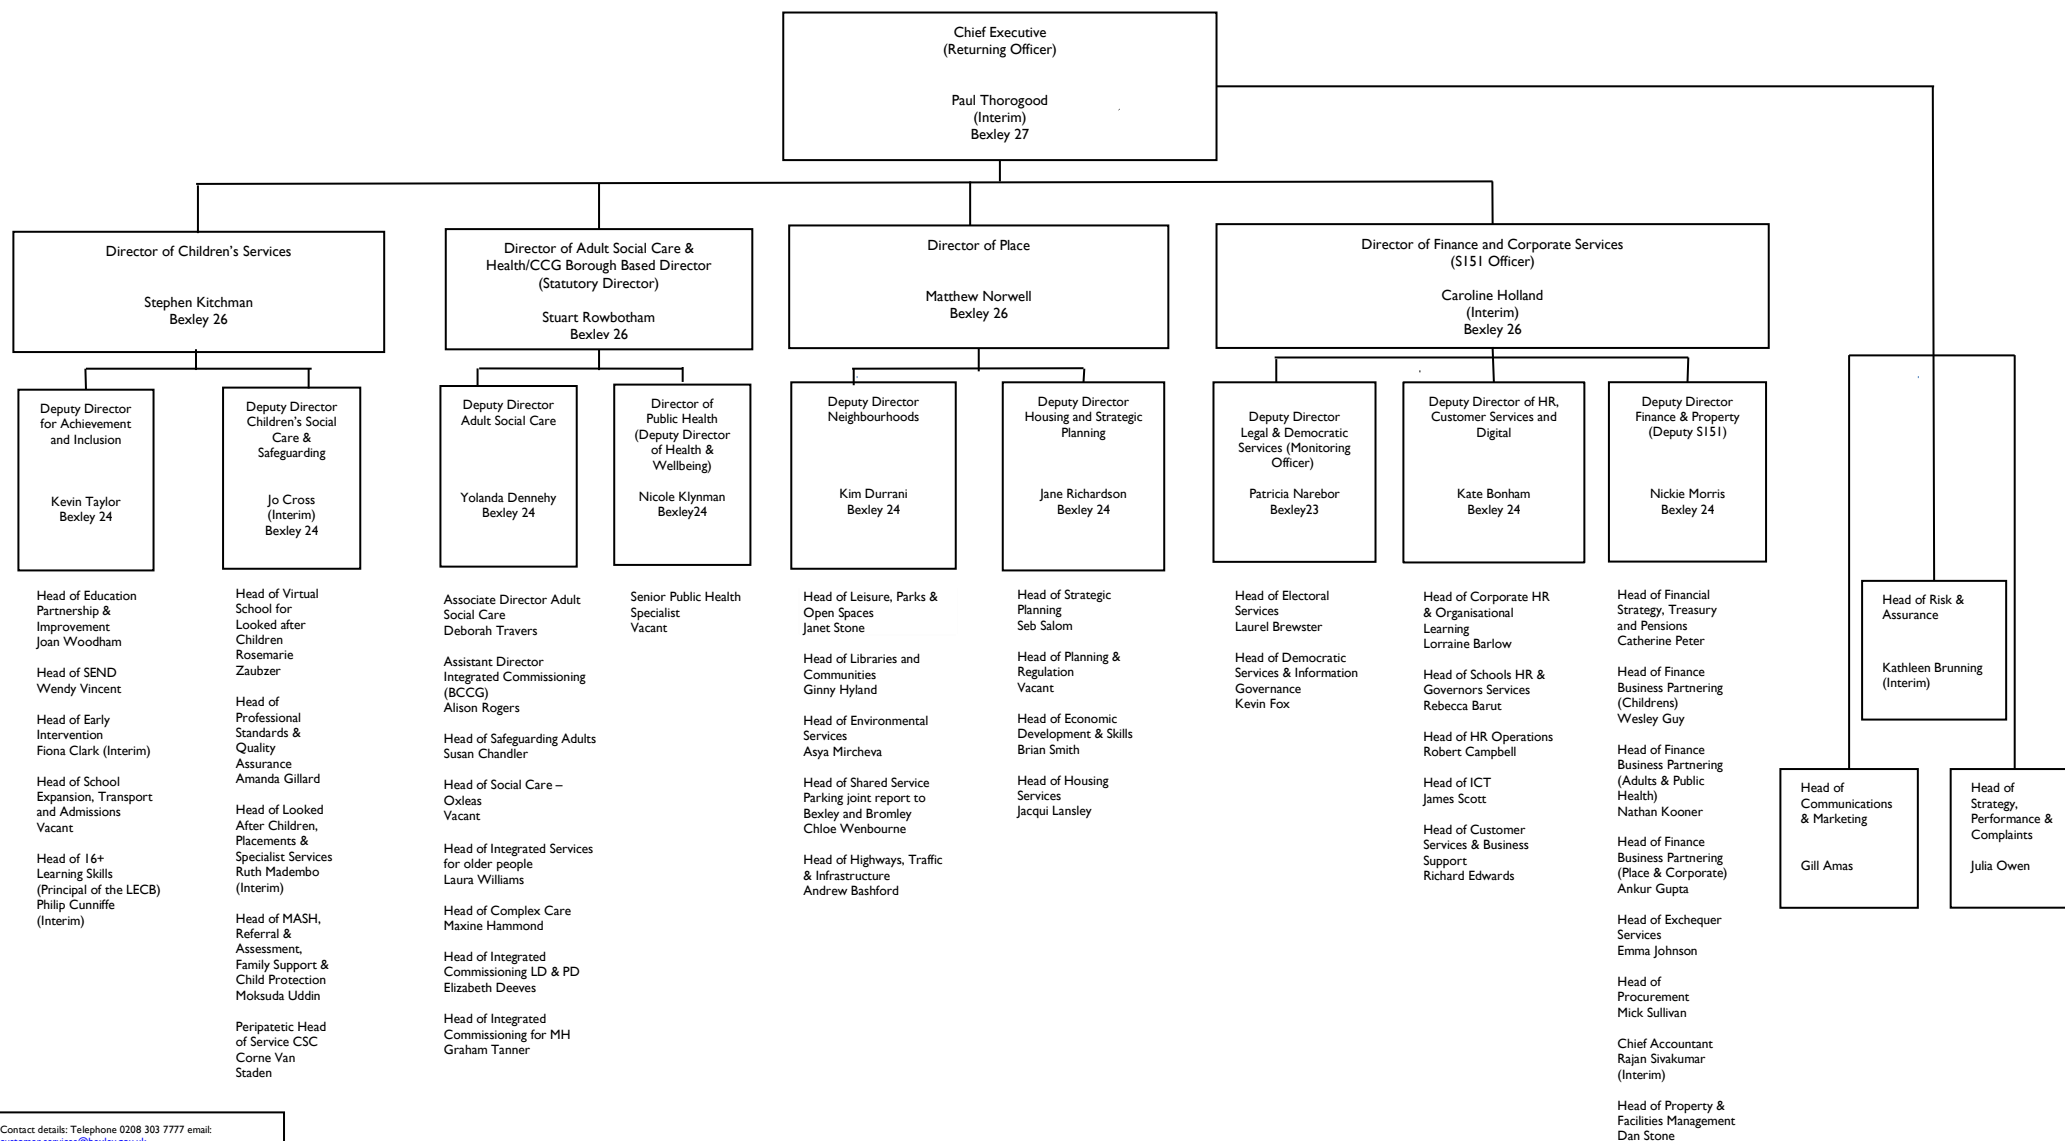 Chief Executive
(Returning Officer)
Paul Thorogood
(Interim)
Bexley 27
Director of Children's Services
Stephen Kitchman
Bexley 26
Director of Adult Social Care &
Health/CCG Borough Based Director
(Statutory Director)
Stuart Rowbotham
Bexley 26
Director of Place
Matthew Norwell
Bexley 26
Director of Finance and Corporate Services
(S151 Officer)
Caroline Holland
(Interim)
Bexley 26
Deputy Director
for Achievement
and Inclusion
Kevin Taylor
Bexley 24
Deputy Director
Children's Social
Care &
Safeguarding
Jo Cross
(Interim)
Bexley 24
Deputy Director
Adult Social Care
Yolanda Dennehy
Bexley 24
Director of
Public Health
(Deputy Director
of Health &
Wellbeing)
Nicole Klynman
Bexley24
Deputy Director
Neighbourhoods
Kim Durrani
Bexley 24
Deputy Director
Housing and Strategic
Planning
Jane Richardson
Bexley 24
Deputy Director
Legal & Democratic
Services (Monitoring
Officer)
Patricia Narebor
Bexley23
Deputy Director of HR,
Customer Services and
Digital
Kate Bonham
Bexley 24
Deputy Director
Finance & Property
(Deputy S151)
Nickie Morris
Bexley 24
Head of Education
Partnership &
Improvement
Joan Woodham
Head of SEND
Wendy Vincent
Head of Early
Intervention
Fiona Clark (Interim)
Head of School
Expansion, Transport
and Admissions
Vacant
Head of 16+
Learning Skills
(Principal of the LECB)
Philip Cunniffe
(Interim)
Head of Virtual
School for
Looked after
Children
Rosemarie
Zaubzer
Head of
Professional
Standards &
Quality
Assurance
Amanda Gillard
Head of Looked
After Children,
Placements &
Specialist Services
Ruth Madembo
(Interim)
Head of MASH,
Referral &
Assessment,
Family Support &
Child Protection
Moksuda Uddin
Peripatetic Head
of Service CSC
Corne Van
Staden
Associate Director Adult
Social Care
Deborah Travers
Assistant Director
Integrated Commissioning
(BCCG)
Alison Rogers
Head of Safeguarding Adults
Susan Chandler
Head of Social Care –
Oxleas
Vacant
Head of Integrated Services
for older people
Laura Williams
Head of Complex Care
Maxine Hammond
Head of Integrated
Commissioning LD & PD
Elizabeth Deeves
Head of Integrated
Commissioning for MH
Graham Tanner
Senior Public Health
Specialist
Vacant
Head of Leisure, Parks &
Open Spaces
Janet Stone
Head of Libraries and
Communities
Ginny Hyland
Head of Environmental
Services
Asya Mircheva
Head of Shared Service
Parking joint report to
Bexley and Bromley
Chloe Wenbourne
Head of Highways, Traffic
& Infrastructure
Andrew Bashford
Head of Strategic
Planning
Seb Salom
Head of Planning &
Regulation
Vacant
Head of Economic
Development & Skills
Brian Smith
Head of Housing
Services
Jacqui Lansley
Head of Electoral
Services
Laurel Brewster
Head of Democratic
Services & Information
Governance
Kevin Fox
Head of Corporate HR
& Organisational
Learning
Lorraine Barlow
Head of Schools HR &
Governors Services
Rebecca Barut
Head of HR Operations
Robert Campbell
Head of ICT
James Scott
Head of Customer
Services & Business
Support
Richard Edwards
Head of Financial
Strategy, Treasury
and Pensions
Catherine Peter
Head of Finance
Business Partnering
(Childrens)
Wesley Guy
Head of Finance
Business Partnering
(Adults & Public
Health)
Nathan Kooner
Head of Finance
Business Partnering
(Place & Corporate)
Ankur Gupta
Head of Exchequer
Services
Emma Johnson
Head of
Procurement
Mick Sullivan
Chief Accountant
Rajan Sivakumar
(Interim)
Head of Property &
Facilities Management
Dan Stone
Head of Risk &
Assurance
Kathleen Brunning
(Interim)
Head of
Communications
& Marketing
Gill Amas
Head of
Strategy,
Performance &
Complaints
Julia Owen
Contact details: Telephone 0208 303 7777 email: